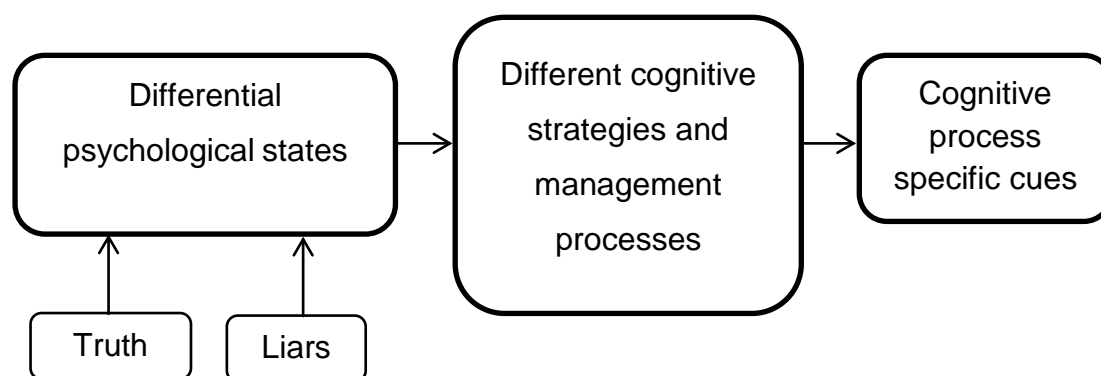 Differential
psychological states
Different cognitive
strategies and
management
processes
Cognitive
process
specific cues
Truth
Liars